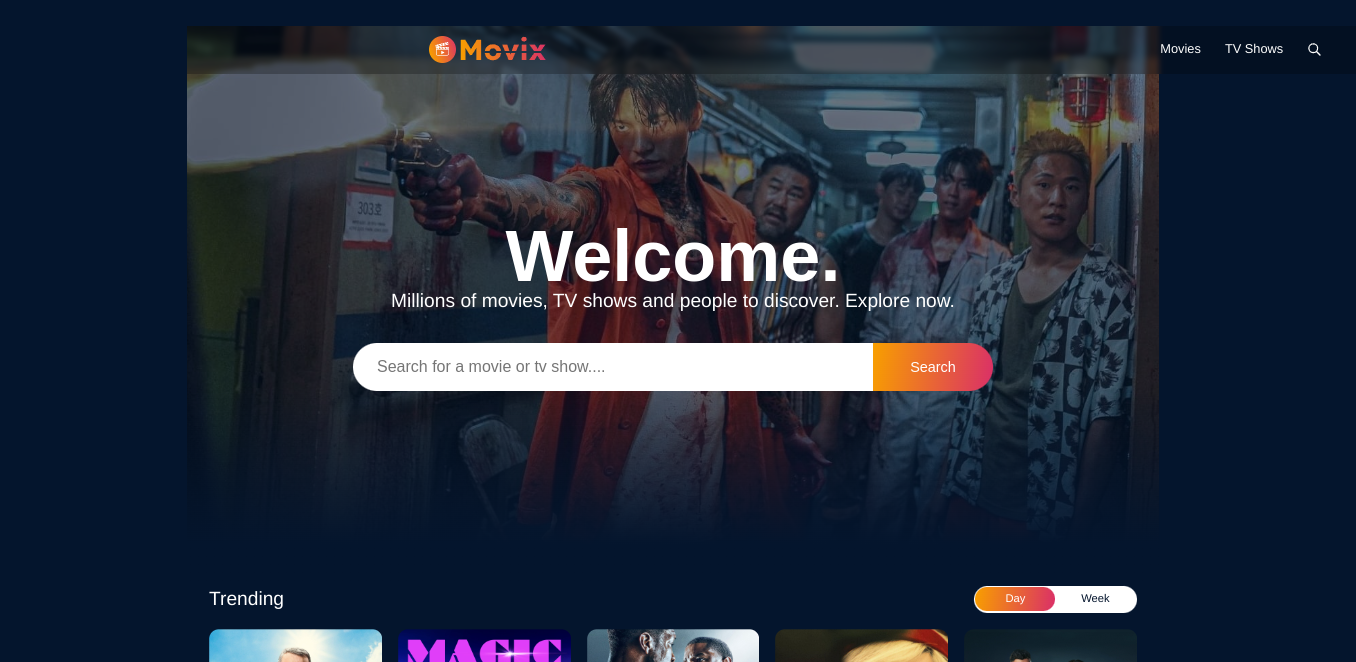 Movix
Movies
TV Shows
303호
Welcome.
Millions of movies, TV shows and people to discover. Explore now.
Search for a movie or tv show....
Search
Trending
Day
Week
MAGIC